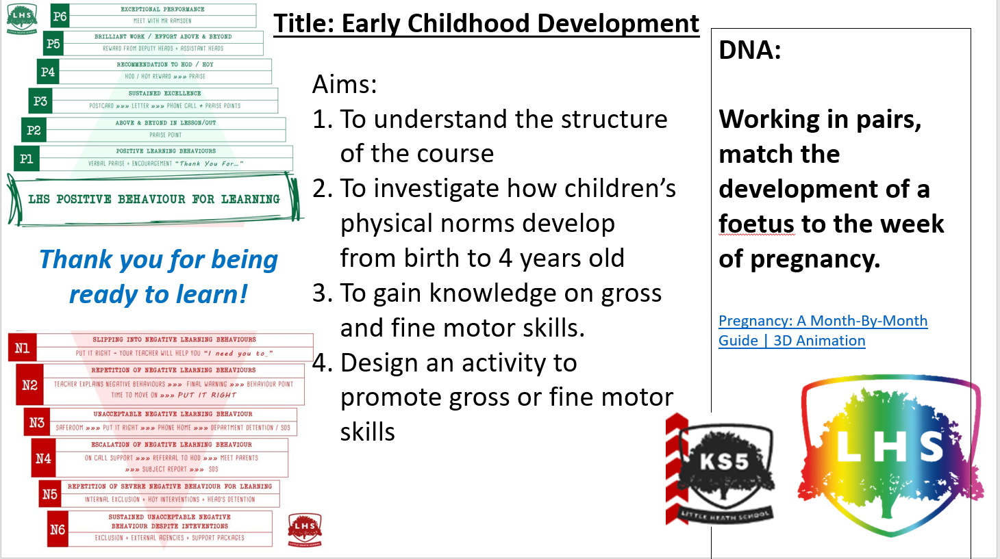 LHS
LITTLE HEATH SCHOOL
P6
EXCEPTIONAL PERFORMANCE
MEET WITH MR RAMSDEN
P5
BRILLIANT WORK / EFFORT ABOVE & BEYOND
REWARD FROM DEPUTY HEADS + ASSISTANT HEADS
P4
RECOMMENDATION TO HOD / HOY
HOD / HOY REWARD »»» PRAISE
P3
SUSTAINED EXCELLENCE
POSTCARD »»» LETTER »»» PHONE CALL + PRAISE POINTS
P2
ABOVE & BEYOND IN LESSON/OUT
PRAISE POINT
P1
POSITIVE LEARNING BEHAVIOURS
VERBAL PRAISE + ENCOURAGEMENT "Thank You For..."
LHS POSITIVE BEHAVIOUR FOR LEARNING
Thank you for being
ready to learn!
N1
SLIPPING INTO NEGATIVE LEARNING BEHAVIOURS
PUT IT RIGHT - YOUR TEACHER WILL HELP YOU "I need you to.."
N2
REPETITION OF NEGATIVE LEARNING BEHAVIOURS
TEACHER EXPLAINS NEGATIVE BEHAVIOURS »»» FINAL WARNING »»» BEHAVIOUR POINT
TIME TO MOVE ON »»» PUT IT RIGHT
N3
UNACCEPTABLE NEGATIVE LEARNING BEHAVIOUR
SAFEROOM »»» PUT IT RIGHT »»» PHONE HOME »»» DEPARTMENT DETENTION / SDS
N4
ESCALATION OF NEGATIVE LEARNING BEHAVIOUR
ON CALL SUPPORT »»» REFERRAL TO HOD »»» MEET PARENTS
»»» SUBJECT REPORT »»» SDS
N5
REPETITION OF SEVERE NEGATIVE BEHAVIOUR FOR LEARNING
INTERNAL EXCLUSION + HOY INTERVENTIONS + HEAD'S DETENTION
N6
SUSTAINED UNACCEPTABLE NEGATIVE
BEHAVIOUR DESPITE INTEVENTIONS
EXCLUSION + EXTERNAL AGENCIES + SUPPORT PACKAGES
LHS
LITTLE HEATH SCHOOL
Title: Early Childhood Development
Aims:
1. To understand the structure
of the course
2. To investigate how children’s
physical norms develop
from birth to 4 years old
3. To gain knowledge on gross
and fine motor skills.
4. Design an activity to
promote gross or fine motor
skills
DNA:
Working in pairs,
match the
development of a
foetus to the week
of pregnancy.
Pregnancy: A Month-By-Month
Guide | 3D Animation
KS5
LITTLE HEATH SCHOOL
LHS